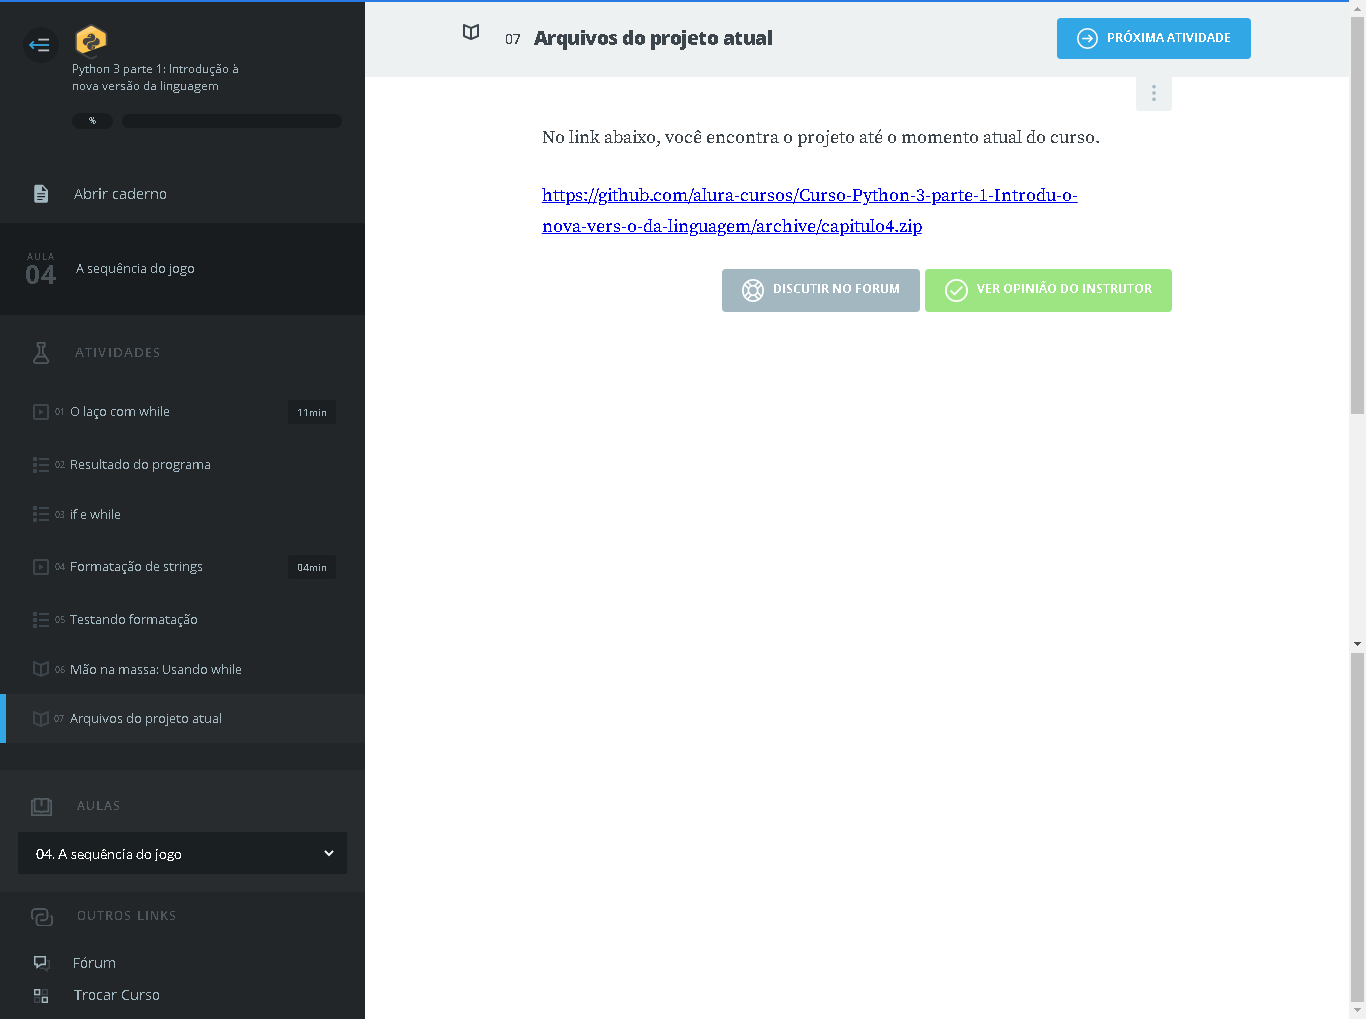 Python 3 parte 1: Introdução à
nova versão da linguagem
%
Abrir caderno
AULA
04
A sequência do jogo
ATIVIDADES
01 O laço com while 11min
02 Resultado do programa
03 if e while
04 Formatação de strings 04min
05 Testando formatação
06 Mão na massa: Usando while
07 Arquivos do projeto atual
AULAS
04. A sequência do jogo
OUTROS LINKS
Fórum
Trocar Curso
07 Arquivos do projeto atual
PRÓXIMA ATIVIDADE
No link abaixo, você encontra o projeto até o momento atual do curso.
https://github.com/alura-cursos/Curso-Python-3-parte-1-Introdu-o-
nova-vers-o-da-linguagem/archive/capitulo4.zip
DISCUTIR NO FORUM
VER OPINIÃO DO INSTRUTOR